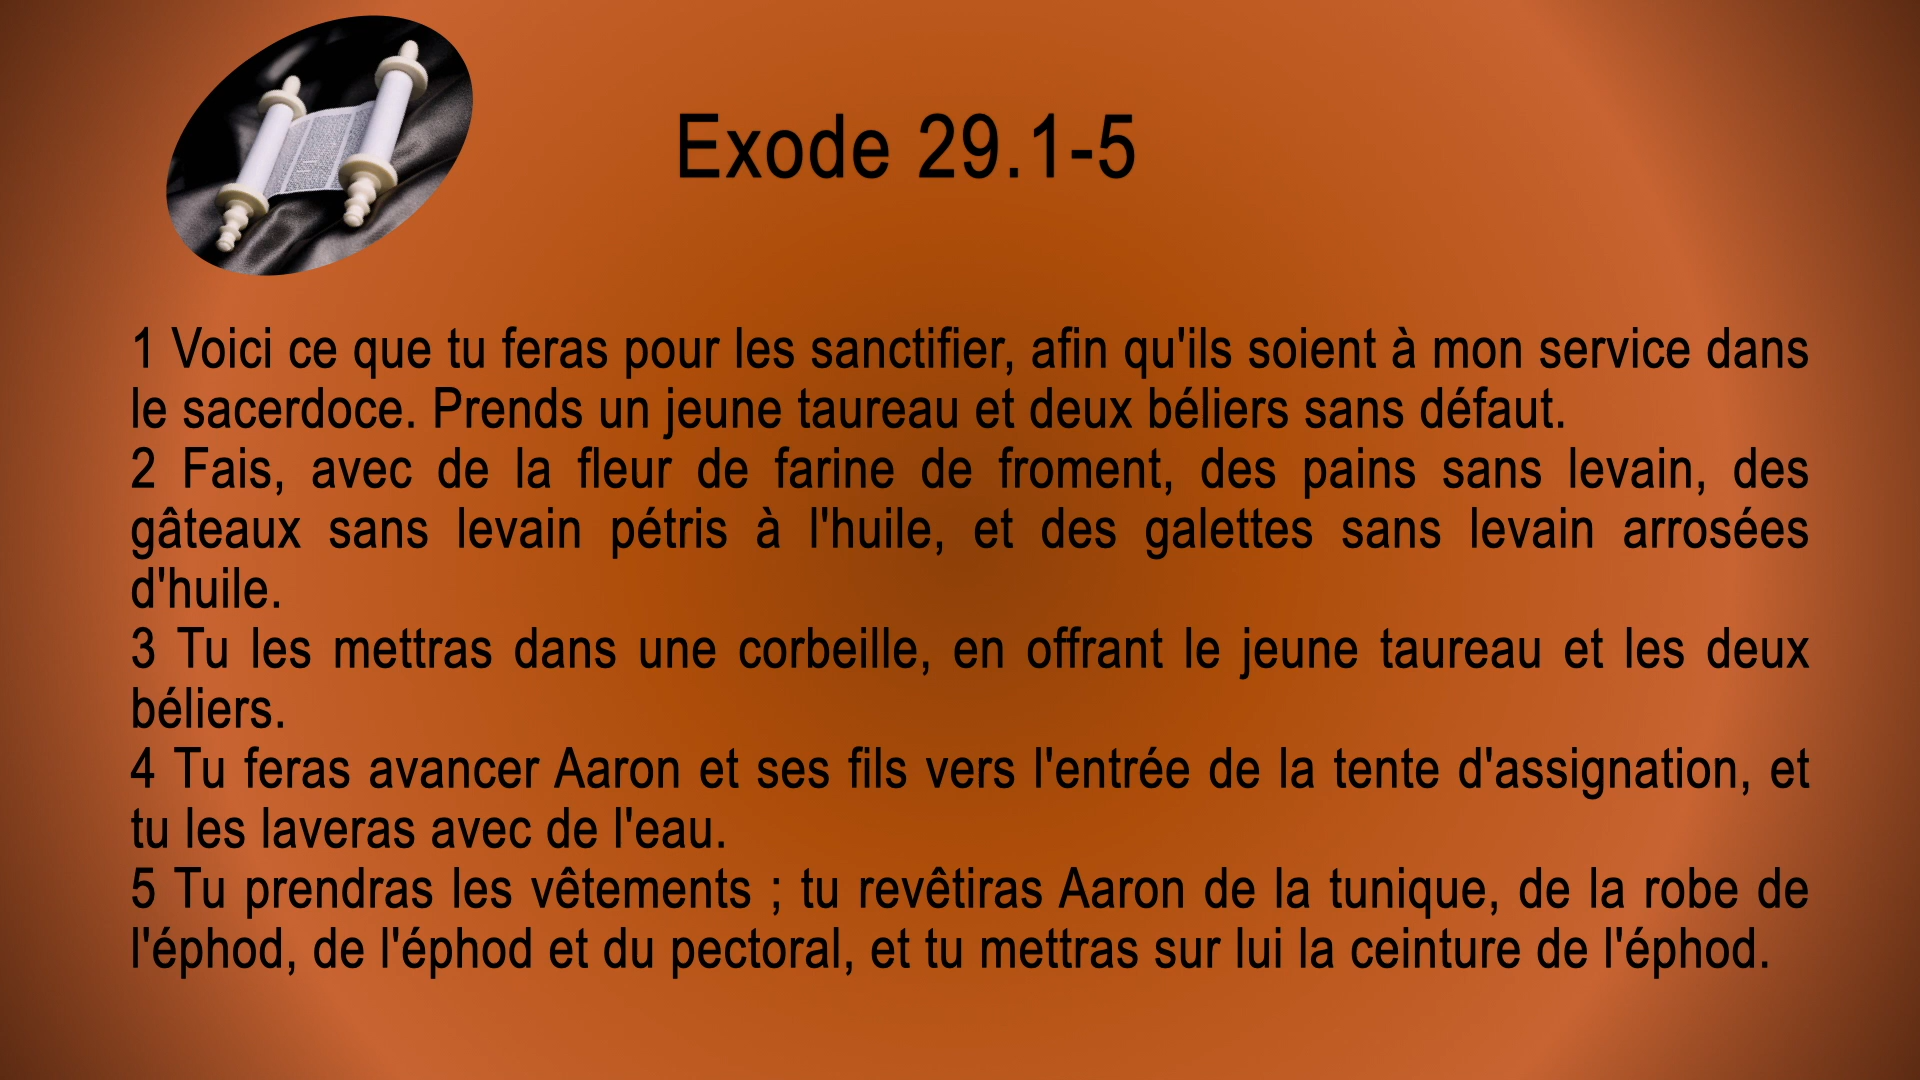 Exode 29.1-5
1 Voici ce que tu feras pour les sanctifier, afin qu'ils soient à mon service dans
le sacerdoce. Prends un jeune taureau et deux béliers sans défaut.
2 Fais, avec de la fleur de farine de froment, des pains sans levain, des
gâteaux sans levain pétris à l'huile, et des galettes sans levain arrosées
d'huile.
3 Tu les mettras dans une corbeille, en offrant le jeune taureau et les deux
béliers.
4 Tu feras avancer Aaron et ses fils vers l'entrée de la tente d'assignation, et
tu les laveras avec de l'eau.
5 Tu prendras les vêtements ; tu revêtiras Aaron de la tunique, de la robe de
l'éphod, de l'éphod et du pectoral, et tu mettras sur lui la ceinture de l'éphod.